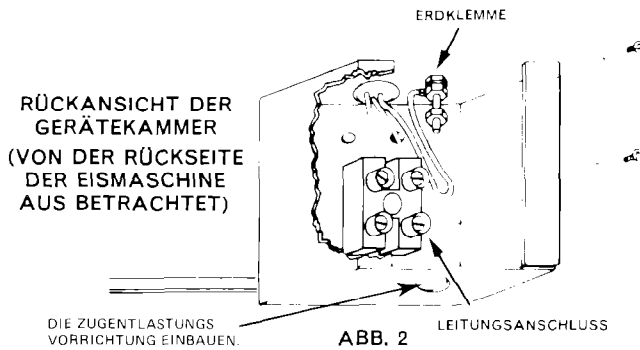 ERDKLEMME
RÜCKANSICHT DER
GERÄTEKAMMER
(VON DER RÜCKSEITE
DER EISMASCHINE
AUS BETRACHTET)
DIE ZUGENTLASTUNGS
VORRICHTUNG EINBAUEN.
ABB. 2
LEITUNGSANSCHLUSS